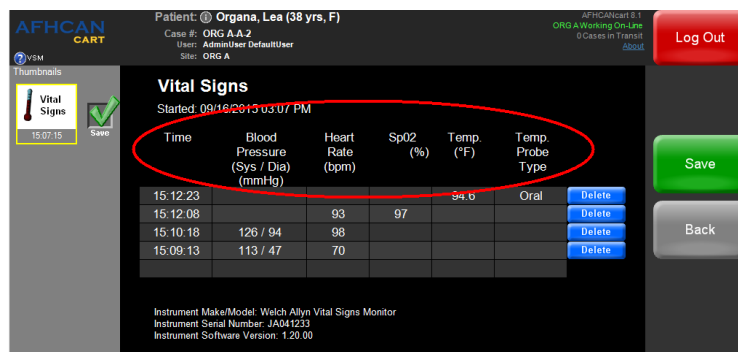 AFHCAN
CART
?VSM
Patient: i Organa, Lea (38 yrs, F)
Case #: ORG A-A-2
User: AdminUser DefaultUser
Site: ORG A
AFHCANcart 8.1
ORG A Working On-Line
0 Cases in Transit
About
Log Out
Thumbnails
Vital
Signs
15:07:15
Save
Vital Signs
Started: 09/16/2015 03:07 PM
Time Blood Pressure (Sys / Dia) (mmHg) Heart Rate (bpm) Sp02 (%) Temp. (°F) Temp. Probe Type
15:12:23 94.6 Oral Delete
15:12:08 93 97 Delete
15:10:18 126 / 94 98 Delete
15:09:13 113 / 47 70 Delete
Save
Back
Instrument Make/Model: Welch Allyn Vital Signs Monitor
Instrument Serial Number: JA041233
Instrument Software Version: 1.20.00